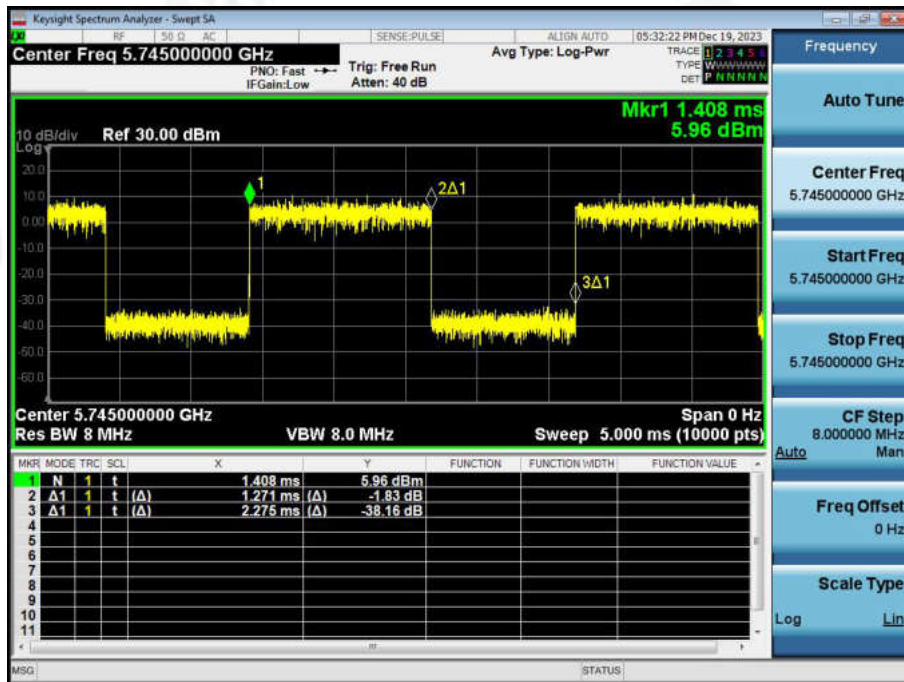 Keysight Spectrum Analyzer - Swept SA
RF 50 Ω AC SENSE:PULSE ALIGN AUTO 05:32:22 PM Dec 19, 2023
Center Freq 5.745000000 GHz
Avg Type: Log-Pwr
TRACE 1 2 3 4 5 6
TYPE WWWWWW
DET P N N N N N
PNO: Fast
IFGain:Low
Trig: Free Run
Atten: 40 dB
Mkr1 1.408 ms
5.96 dBm
10 dB/div Ref 30.00 dBm
Log
20.0
10.0
0.00
-10.0
-20.0
-30.0
-40.0
-50.0
-60.0
1
2Δ1
3Δ1
Center 5.745000000 GHz Span 0 Hz
Res BW 8 MHz VBW 8.0 MHz Sweep 5.000 ms (10000 pts)
MKR MODE TRC SCL X Y FUNCTION FUNCTION WIDTH FUNCTION VALUE
1 N 1 t 1.408 ms 5.96 dBm
2 Δ1 1 t (Δ) 1.271 ms (Δ) -1.83 dB
3 Δ1 1 t (Δ) 2.275 ms (Δ) -38.16 dB
4
5
6
7
8
9
10
11
MSG STATUS
Frequency
Auto Tune
Center Freq
5.745000000 GHz
Start Freq
5.745000000 GHz
Stop Freq
5.745000000 GHz
CF Step
8.000000 MHz
Auto Man
Freq Offset
0 Hz
Scale Type
Log Lin